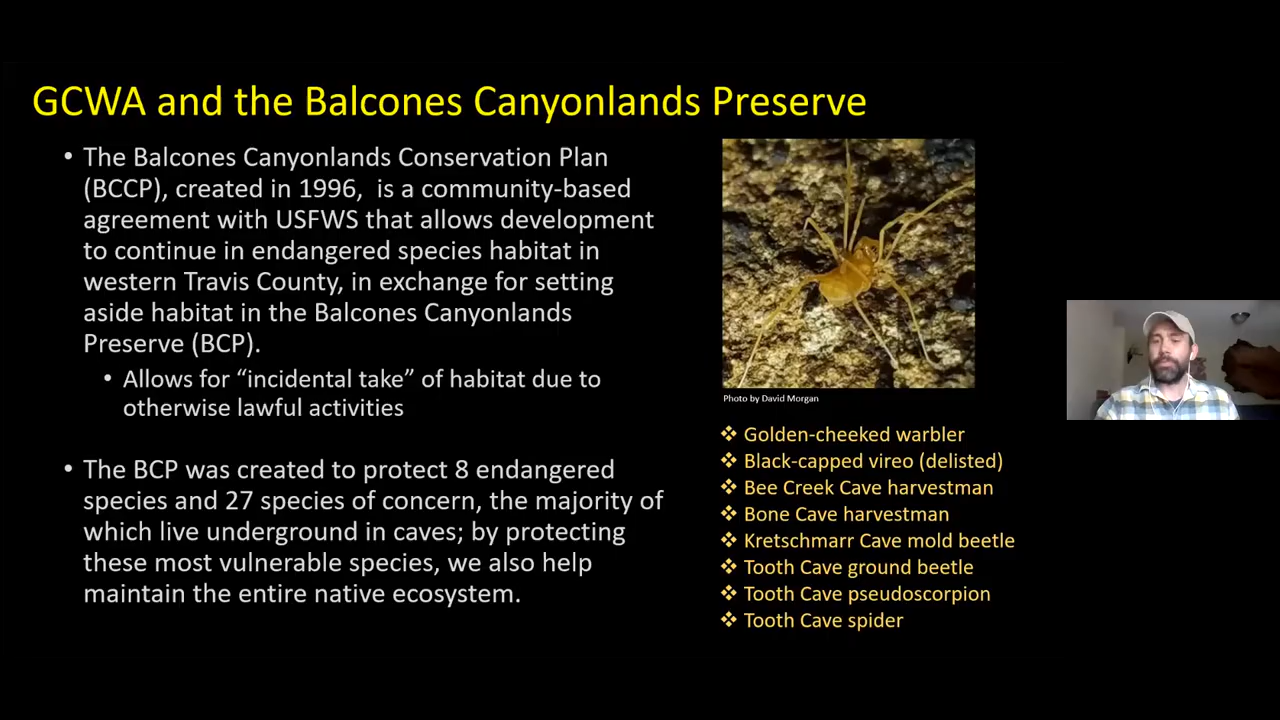 GCWA and the Balcones Canyonlands Preserve
• The Balcones Canyonlands Conservation Plan
(BCCP), created in 1996, is a community-based
agreement with USFWS that allows development
to continue in endangered species habitat in
western Travis County, in exchange for setting
aside habitat in the Balcones Canyonlands
Preserve (BCP).
• Allows for “incidental take” of habitat due to
otherwise lawful activities
• The BCP was created to protect 8 endangered
species and 27 species of concern, the majority of
which live underground in caves; by protecting
these most vulnerable species, we also help
maintain the entire native ecosystem.
Photo by David Morgan
❖ Golden-cheeked warbler
❖ Black-capped vireo (delisted)
❖ Bee Creek Cave harvestman
❖ Bone Cave harvestman
❖ Kretschmarr Cave mold beetle
❖ Tooth Cave ground beetle
❖ Tooth Cave pseudoscorpion
❖ Tooth Cave spider